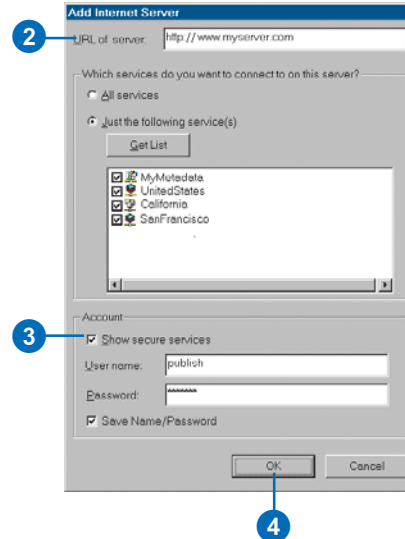 Add Internet Server
2
URL of server: http://www.myserver.com
Which services do you want to connect to on this server?
All services
Just the following service(s)
Get List
MyMetadata
UnitedStates
California
SanFrancisco
Account
3
Show secure services
User name: publish
Password: *******
Save Name/Password
OK
Cancel
4